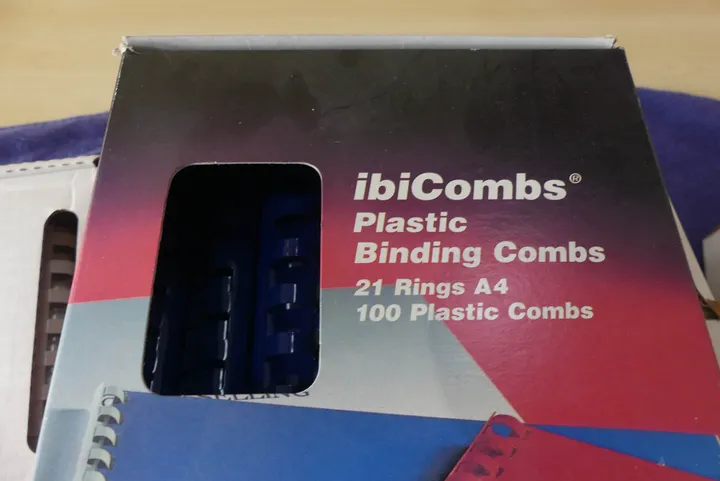 ibiCombs®
Plastic
Binding Combs
21 Rings A4
100 Plastic Combs